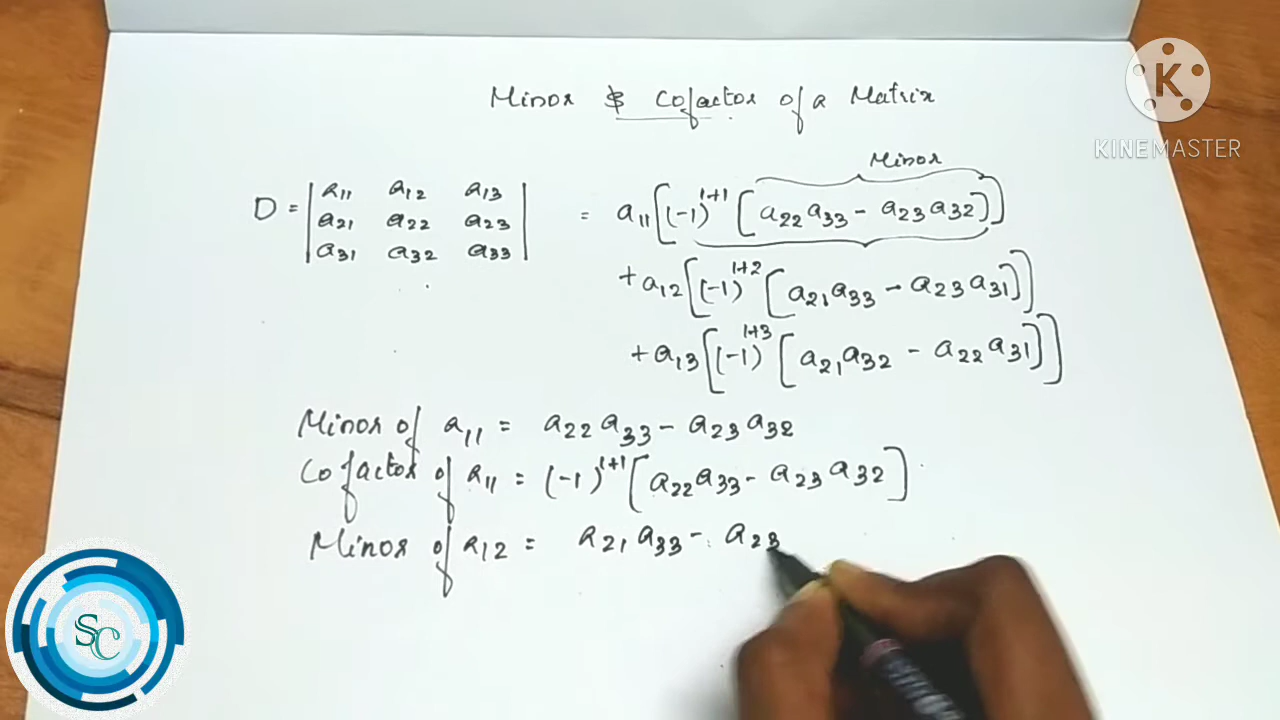 Minor & Cofactor of a Matrix
K
KINEMASTER
Minor
D = | a11 a12 a13 | = a11[(-1)^1+1 [a22a33 - a23a32]]
| a21 a22 a23 |
| a31 a32 a33 |
+ a12[(-1)^1+2 [a21a33 - a23a31]]
+ a13[(-1)^1+3 [a21a32 - a22a31]]
Minor of a11 = a22a33 - a23a32
Cofactor of a11 = (-1)^1+1 [a22a33 - a23a32]
Minor of a12 = a21a33 - a23
SC